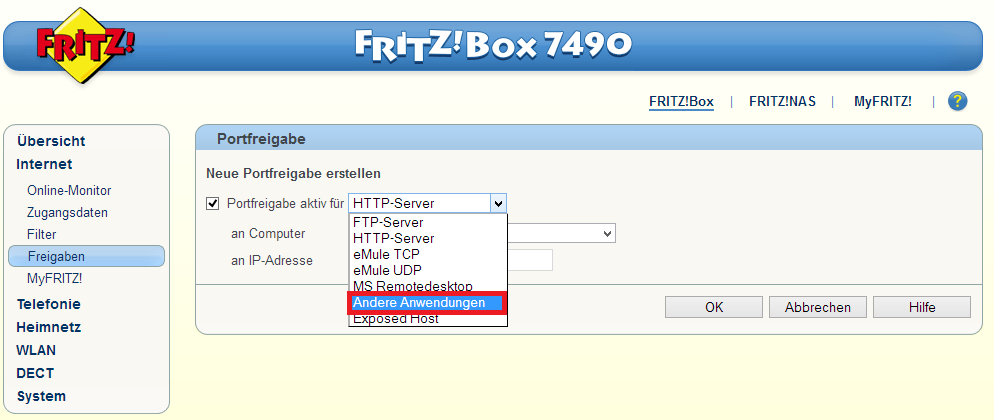 FRITZ!
FRITZ!Box 7490
FRITZ!Box | FRITZ!NAS | MyFRITZ! | ?
Übersicht
Internet
Online-Monitor
Zugangsdaten
Filter
Freigaben
MyFRITZ!
Telefonie
Heimnetz
WLAN
DECT
System
Portfreigabe
Neue Portfreigabe erstellen
Portfreigabe aktiv für HTTP-Server
FTP-Server
HTTP-Server
eMule TCP
eMule UDP
MS Remotedesktop
Andere Anwendungen
Exposed Host
an Computer
an IP-Adresse
OK Abbrechen Hilfe